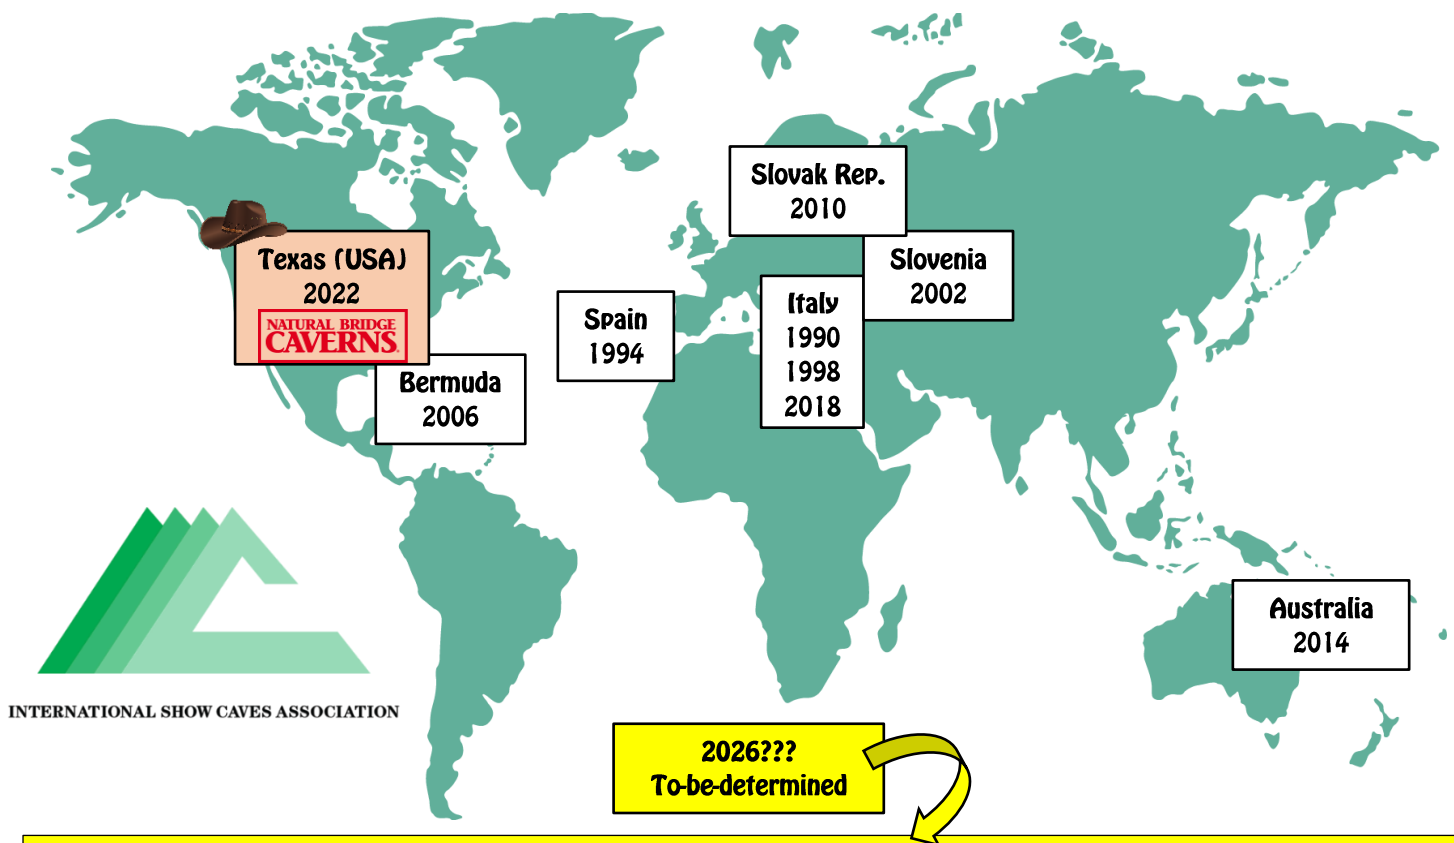 Slovak Rep.
2010
Texas (USA)
2022
NATURAL BRIDGE
CAVERNS
Slovenia
2002
Italy
1990
1998
2018
Spain
1994
Bermuda
2006
Australia
2014
INTERNATIONAL SHOW CAVES ASSOCIATION
2026???
To-be-determined